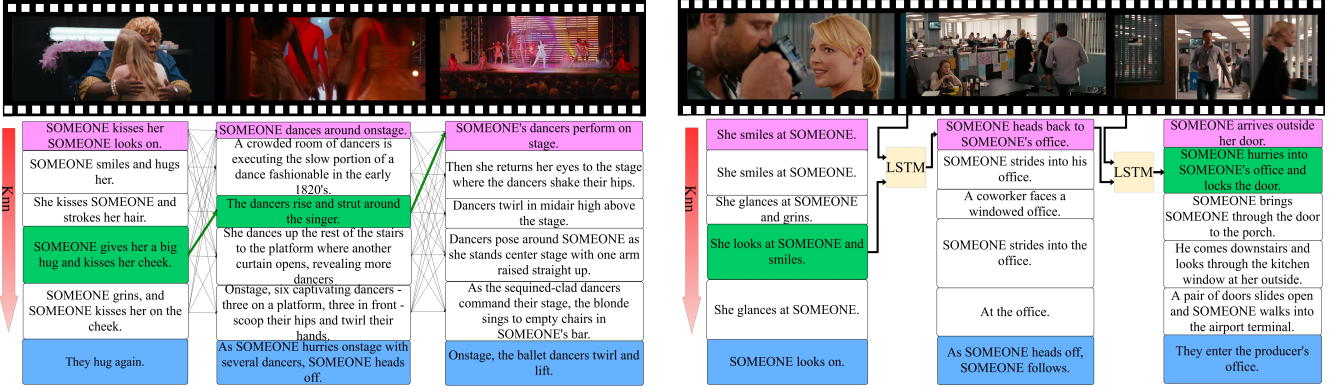 Knn
SOMEONE kisses her
SOMEONE looks on.
SOMEONE smiles and hugs
her.
She kisses SOMEONE and
strokes her hair.
SOMEONE gives her a big
hug and kisses her cheek.
SOMEONE grins, and
SOMEONE kisses her on the
cheek.
They hug again.
SOMEONE dances around onstage.
A crowded room of dancers is
executing the slow portion of a
dance fashionable in the early
1820's.
The dancers rise and strut around
the singer.
She dances up the rest of the stairs
to the platform where another
curtain opens, revealing more
dancers
Onstage, six captivating dancers -
three on a platform, three in front -
scoop their hips and twirl their
hands.
As SOMEONE hurries onstage with
several dancers, SOMEONE heads
off.
SOMEONE's dancers perform on
stage.
Then she returns her eyes to the stage
where the dancers shake their hips.
Dancers twirl in midair high above
the stage.
Dancers pose around SOMEONE as
she stands center stage with one arm
raised straight up.
As the sequined-clad dancers
command their stage, the blonde
sings to empty chairs in
SOMEONE's bar.
Onstage, the ballet dancers twirl and
lift.
Knn
She smiles at SOMEONE.
She smiles at SOMEONE.
She glances at SOMEONE
and grins.
She looks at SOMEONE and
smiles.
She glances at SOMEONE.
SOMEONE looks on.
LSTM
SOMEONE heads back to
SOMEONE's office.
SOMEONE strides into his
office.
A coworker faces a
windowed office.
SOMEONE strides into the
office.
At the office.
As SOMEONE heads off,
SOMEONE follows.
LSTM
SOMEONE arrives outside
her door.
SOMEONE hurries into
SOMEONE's office and
locks the door.
SOMEONE brings
SOMEONE through the door
to the porch.
He comes downstairs and
looks through the kitchen
window at her outside.
A pair of doors slides open
and SOMEONE walks into
the airport terminal.
They enter the producer's
office.